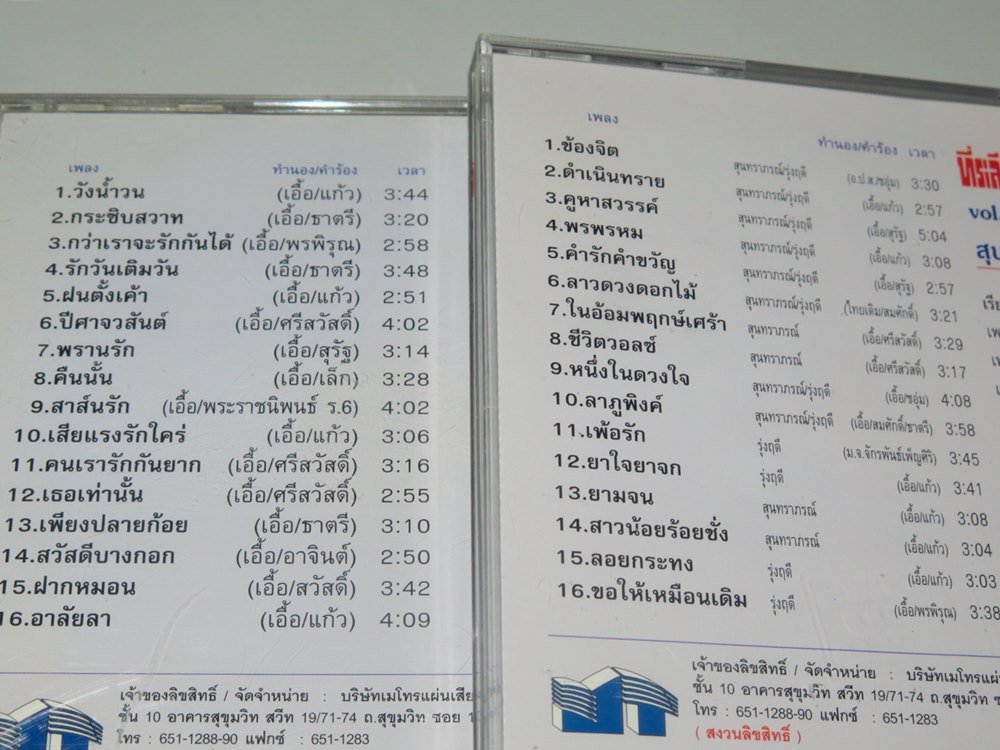 เพลง ทำนอง/คำร้อง เวลา
1.วังน้ำวน (เอื้อ/แก้ว) 3:44
2.กระซิบสวาท (เอื้อ/ธาตรี) 3:20
3.กว่าเราจะรักกันได้ (เอื้อ/พรพิรุณ) 2:58
4.รักวันเติมวัน (เอื้อ/ธาตรี) 3:48
5.ฝนตั้งเค้า (เอื้อ/แก้ว) 2:51
6.ปีศาจวสันต์ (เอื้อ/ศรีสวัสดิ์) 4:02
7.พรานรัก (เอื้อ/สุรัฐ) 3:14
8.คืนนั้น (เอื้อ/เล็ก) 3:28
9.สาส์นรัก (เอื้อ/พระราชนิพนธ์ ร.6) 4:02
10.เสียแรงรักใคร่ (เอื้อ/แก้ว) 3:06
11.คนเรารักกันยาก (เอื้อ/ศรีสวัสดิ์) 3:16
12.เธอเท่านั้น (เอื้อ/ศรีสวัสดิ์) 2:55
13.เพียงปลายก้อย (เอื้อ/ธาตรี) 3:10
14.สวัสดีบางกอก (เอื้อ/อาจินต์) 2:50
15.ฝากหมอน (เอื้อ/สวัสดิ์) 3:42
16.อาลัยลา (เอื้อ/แก้ว) 4:09
เจ้าของลิขสิทธิ์ / จัดจำหน่าย : บริษัทเมโทรแผ่นเสีย
ชั้น 10 อาคารสุขุมวิท สวีท 19/71-74 ถ.สุขุมวิท ซอย 1
โทร : 651-1288-90 แฟกซ์ : 651-1283
เพลง ทำนอง/คำร้อง เวลา
1.ข้องจิต สุนทราภรณ์/รุ่งฤดี (อ.ป.ส./ชอุ่ม) 3:30
2.ดำเนินทราย สุนทราภรณ์/รุ่งฤดี (เอื้อ/แก้ว) 2:57
3.คูหาสวรรค์ สุนทราภรณ์/รุ่งฤดี (เอื้อ/สุรัฐ) 5:04
4.พรพรหม สุนทราภรณ์/รุ่งฤดี (เอื้อ/แก้ว) 3:08
5.คำรักคำขวัญ สุนทราภรณ์/รุ่งฤดี (เอื้อ/สุรัฐ) 2:57
6.ลาวดวงดอกไม้ สุนทราภรณ์/รุ่งฤดี (ไทยเดิม/สมศักดิ์) 3:21
7.ในอ้อมพฤกษ์เศร้า สุนทราภรณ์ (เอื้อ/ศรีสวัสดิ์) 3:29
8.ชีวิตวอลซ์ สุนทราภรณ์ (เอื้อ/ศรีสวัสดิ์) 3:17
9.หนึ่งในดวงใจ สุนทราภรณ์/รุ่งฤดี (เอื้อ/ชอุ่ม) 4:08
10.ลาภูพิงค์ สุนทราภรณ์/รุ่งฤดี (เอื้อ/สมศักดิ์/ธาตรี) 3:58
11.เพ้อรัก รุ่งฤดี (ม.จ.จักรพันธ์เพ็ญศิริ) 3:45
12.ยาใจยาจก รุ่งฤดี (เอื้อ/แก้ว) 3:41
13.ยามจน สุนทราภรณ์ (เอื้อ/แก้ว) 3:08
14.สาวน้อยร้อยชั่ง สุนทราภรณ์ (เอื้อ/แก้ว) 3:04
15.ลอยกระทง รุ่งฤดี (เอื้อ/แก้ว) 3:03
16.ขอให้เหมือนเดิม รุ่งฤดี (เอื้อ/พรพิรุณ) 3:38
vol.
เจ้าของลิขสิทธิ์ / จัดจำหน่าย : บริษัทเมโทรแผ่น
ชั้น 10 อาคารสุขุมวิท สวีท 19/71-74 ถ.สุขุมวิท
โทร : 651-1288-90 แฟกซ์ : 651-1283
( สงวนลิขสิทธิ์ )